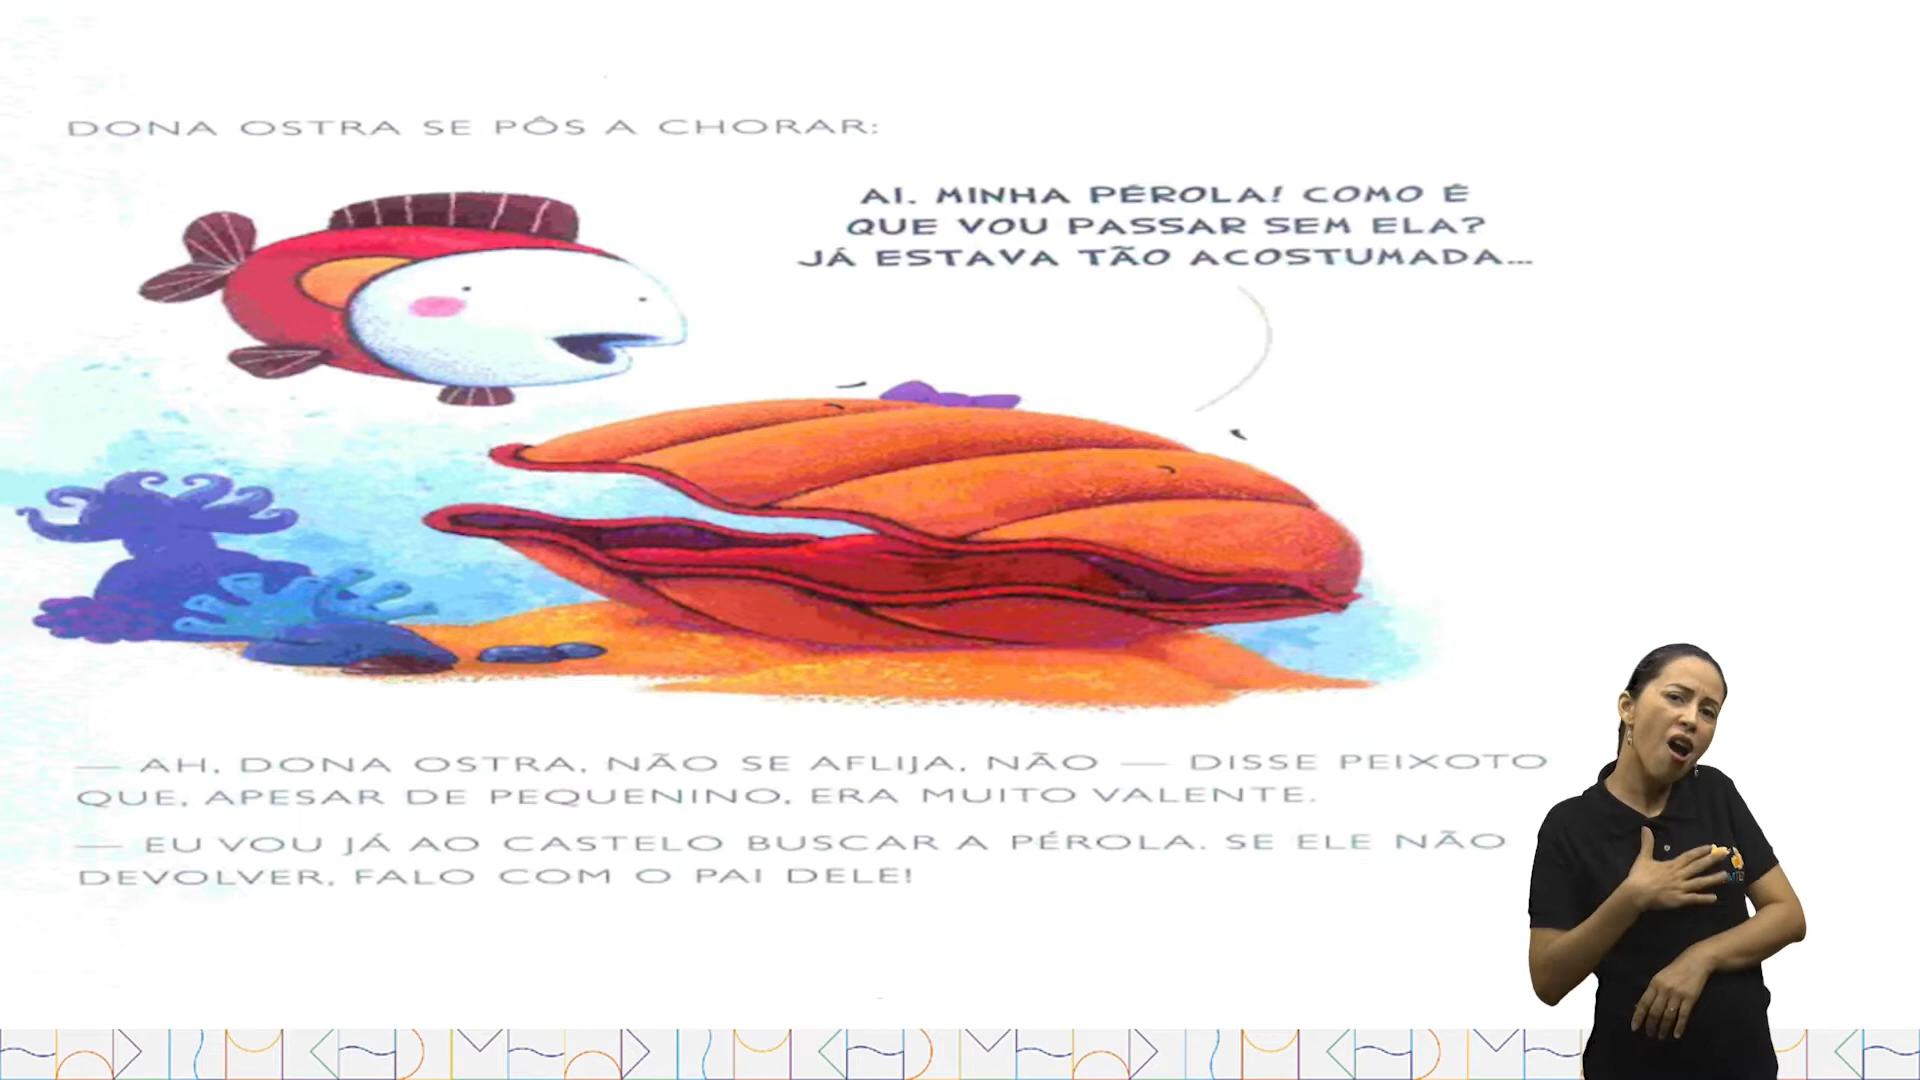 DONA OSTRA SE PÔS A CHORAR:
AI, MINHA PÉROLA! COMO É
QUE VOU PASSAR SEM ELA?
JÁ ESTAVA TÃO ACOSTUMADA...
— AH, DONA OSTRA, NÃO SE AFLIJA, NÃO — DISSE PEIXOTO
QUE, APESAR DE PEQUENINO, ERA MUITO VALENTE.
— EU VOU JÁ AO CASTELO BUSCAR A PÉROLA. SE ELE NÃO
DEVOLVER, FALO COM O PAI DELE!